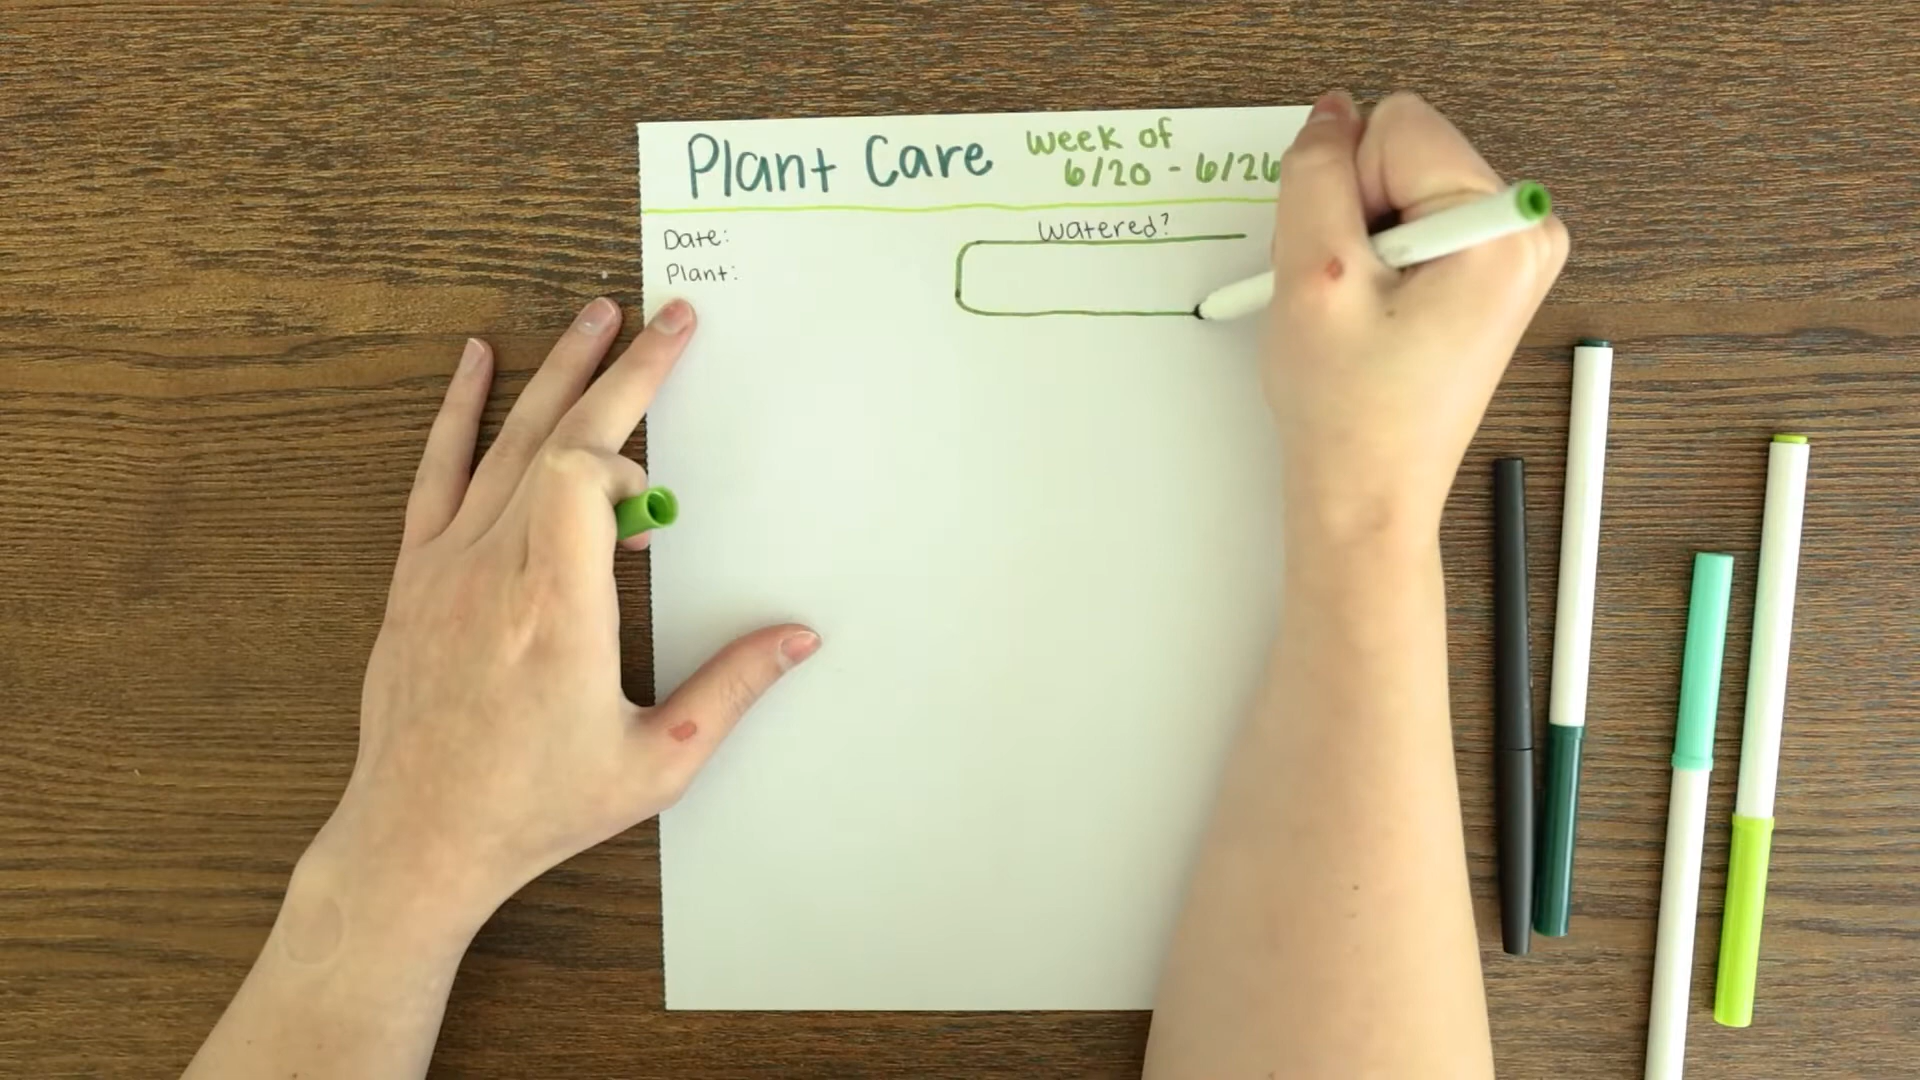 Plant Care
Week of
6/20 - 6/26
Watered?
Date:
Plant: